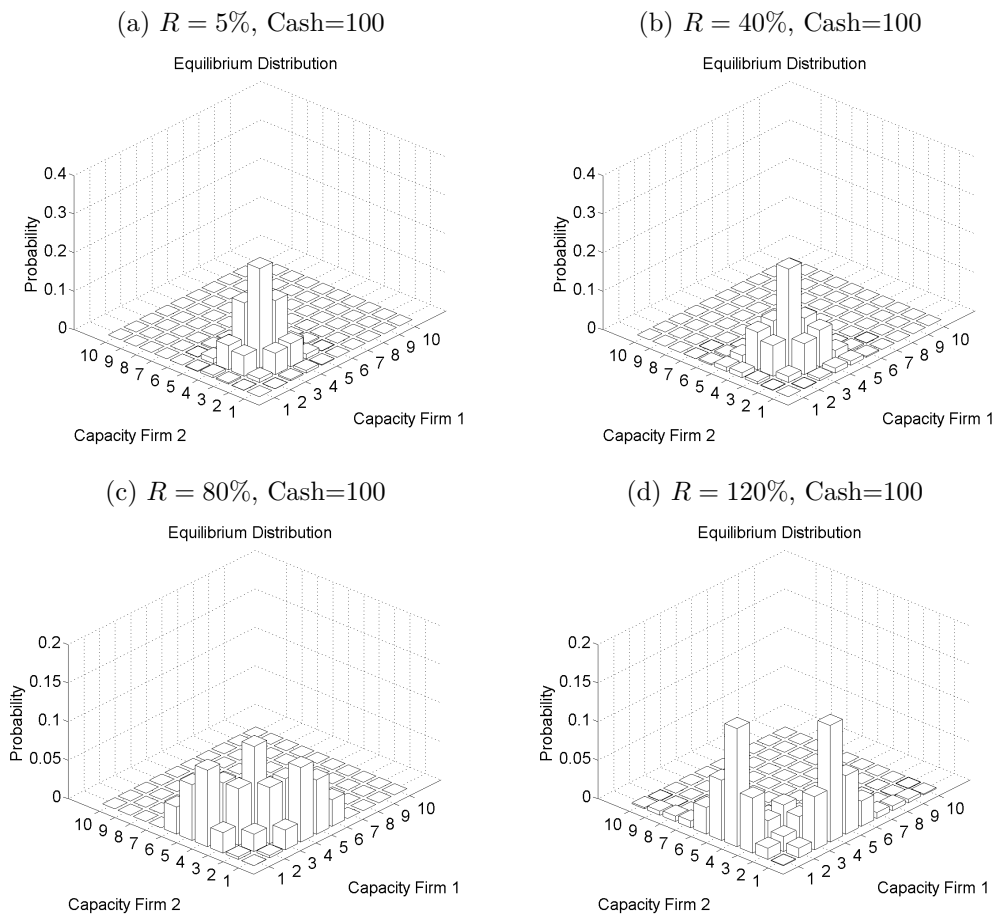 (a) R = 5%, Cash=100
Equilibrium Distribution
0.4
0.3
0.2
0.1
0
Probability
10 9 8 7 6 5 4 3 2 1
Capacity Firm 2
1 2 3 4 5 6 7 8 9 10
Capacity Firm 1
(b) R = 40%, Cash=100
Equilibrium Distribution
0.4
0.3
0.2
0.1
0
Probability
10 9 8 7 6 5 4 3 2 1
Capacity Firm 2
1 2 3 4 5 6 7 8 9 10
Capacity Firm 1
(c) R = 80%, Cash=100
Equilibrium Distribution
0.2
0.15
0.1
0.05
0
Probability
10 9 8 7 6 5 4 3 2 1
Capacity Firm 2
1 2 3 4 5 6 7 8 9 10
Capacity Firm 1
(d) R = 120%, Cash=100
Equilibrium Distribution
0.2
0.15
0.1
0.05
0
Probability
10 9 8 7 6 5 4 3 2 1
Capacity Firm 2
1 2 3 4 5 6 7 8 9 10
Capacity Firm 1